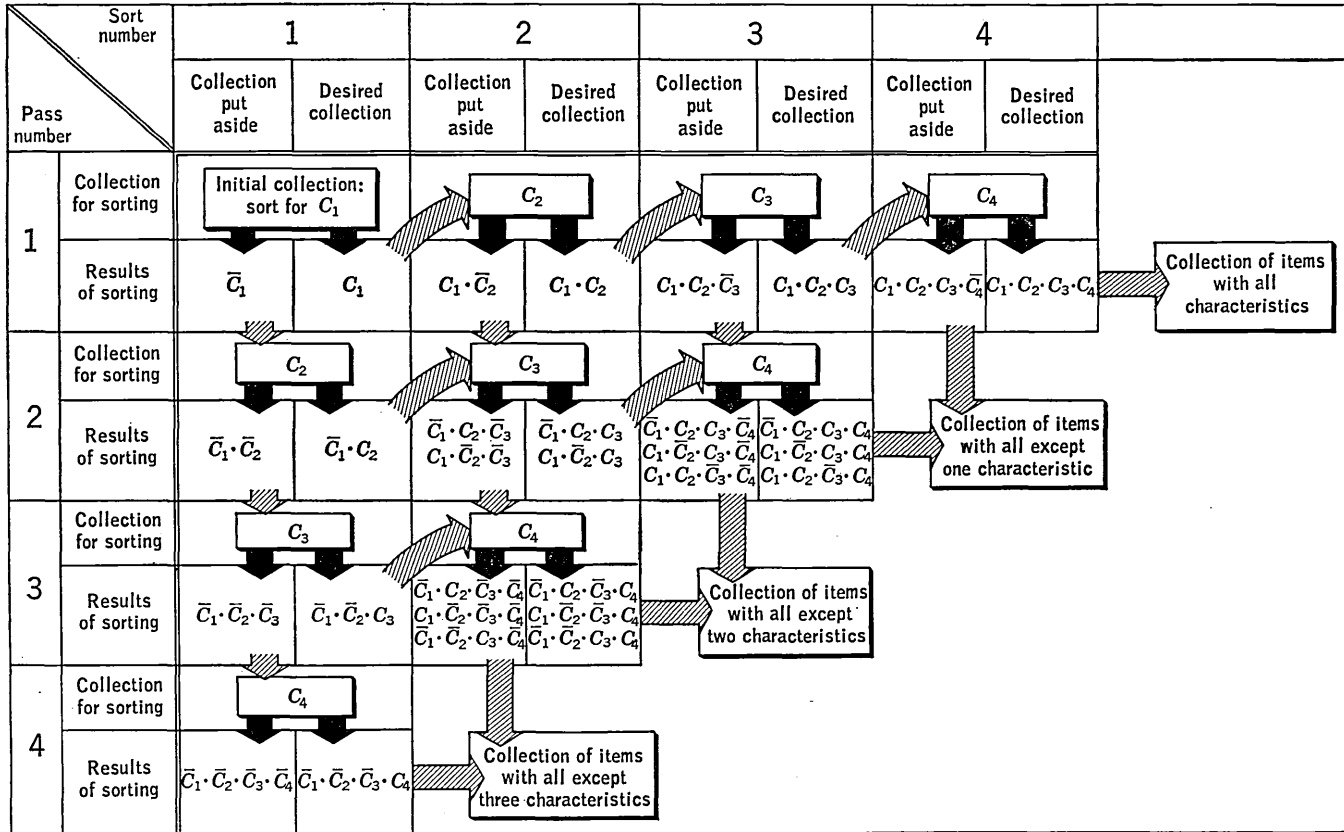 Sort number
Pass number
1 2 3 4
Collection put aside
Desired collection
Collection put aside
Desired collection
Collection put aside
Desired collection
Collection put aside
Desired collection
1
Collection for sorting
Initial collection:
sort for C₁
C₂
C₃
C₄
Results of sorting
C̄₁
C₁
C₁·C̄₂
C₁·C₂
C₁·C₂·C̄₃
C₁·C₂·C₃
C₁·C₂·C₃·C̄₄
C₁·C₂·C₃·C₄
Collection of items
with all
characteristics
2
Collection for sorting
C₂
C₃
C₄
Results of sorting
C̄₁·C̄₂
C̄₁·C₂
C̄₁·C₂·C̄₃
C₁·C̄₂·C̄₃
C̄₁·C₂·C₃
C₁·C̄₂·C₃
C̄₁·C₂·C₃·C̄₄
C₁·C̄₂·C₃·C̄₄
C₁·C₂·C̄₃·C̄₄
C̄₁·C₂·C₃·C₄
C₁·C̄₂·C₃·C₄
C₁·C₂·C̄₃·C₄
Collection of items
with all except
one characteristic
3
Collection for sorting
C₃
C₄
Results of sorting
C̄₁·C̄₂·C̄₃
C̄₁·C̄₂·C₃
C̄₁·C₂·C̄₃·C̄₄
C₁·C̄₂·C̄₃·C̄₄
C̄₁·C̄₂·C₃·C̄₄
C̄₁·C₂·C̄₃·C₄
C₁·C̄₂·C̄₃·C₄
C̄₁·C̄₂·C₃·C₄
Collection of items
with all except
two characteristics
4
Collection for sorting
C₄
Results of sorting
C̄₁·C̄₂·C̄₃·C̄₄
C̄₁·C̄₂·C̄₃·C₄
Collection of items
with all except
three characteristics